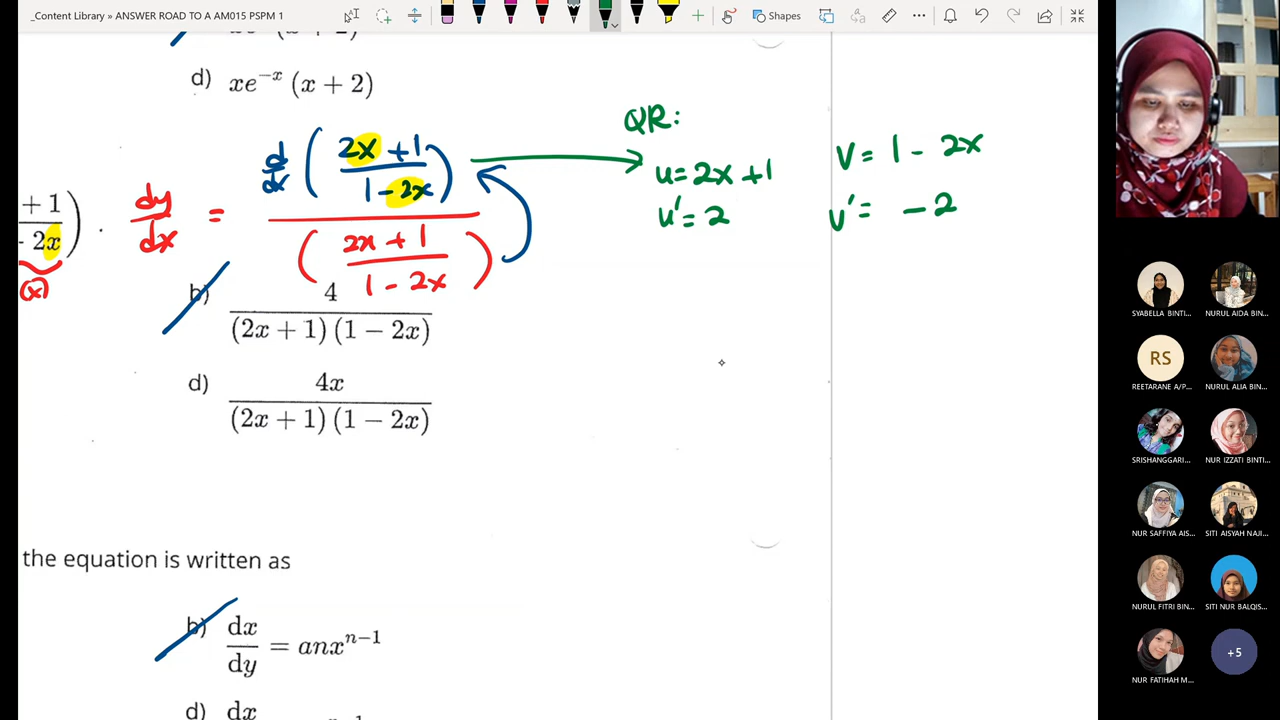 _Content Library » ANSWER ROAD TO A AM015 PSPM 1
Shapes
d) xe^{-x} (x + 2)
QR:
d/dx ( (2x + 1)/(1 - 2x) )
u = 2x + 1
v = 1 - 2x
u' = 2
v' = -2
+ 1
- 2x ) .
(x)
dy/dx =
( (2x + 1)/(1 - 2x) )
b) 4/((2x + 1) (1 − 2x))
d) 4x/((2x + 1) (1 − 2x))
the equation is written as
b) dx/dy = anx^{n−1}
d) dx
SYABELLA BINTI...
NURUL AIDA BIN...
RS
REETARANE A/P...
NURUL ALIA BIN...
SRISHANGGARI...
NUR IZZATI BINTI...
NUR SAFFIYA AIS...
SITI AISYAH NAJI...
NURUL FITRI BIN...
SITI NUR BALQIS...
NUR FATIHAH M...
+5